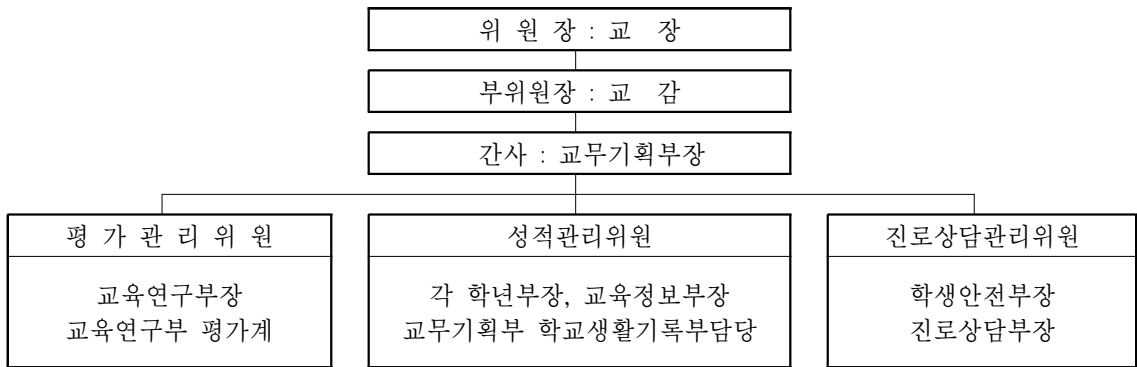 위 원 장 : 교 장
부위원장 : 교 감
간사 : 교무기획부장
평 가 관 리 위 원
교육연구부장
교육연구부 평가계
성적관리위원
각 학년부장, 교육정보부장
교무기획부 학교생활기록부담당
진로상담관리위원
학생안전부장
진로상담부장